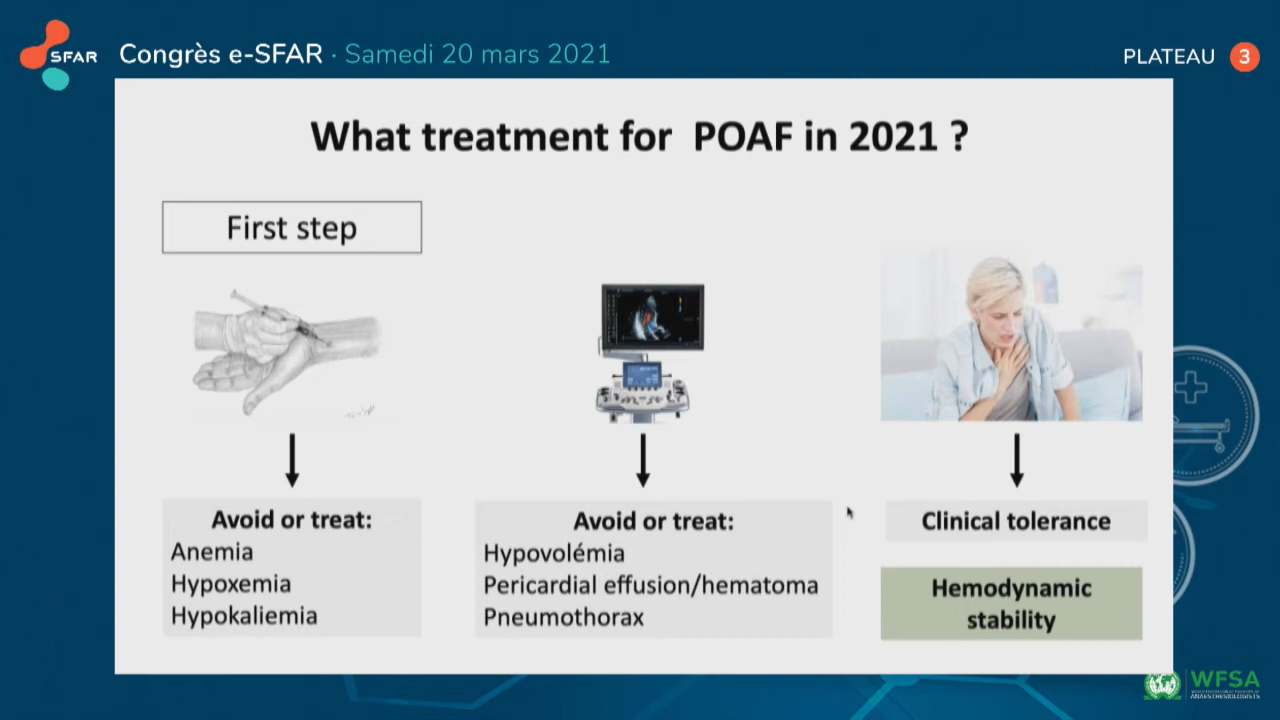 SFAR
Congrès e-SFAR · Samedi 20 mars 2021
PLATEAU 3
What treatment for POAF in 2021 ?
First step
Avoid or treat:
Anemia
Hypoxemia
Hypokaliemia
Avoid or treat:
Hypovolémia
Pericardial effusion/hematoma
Pneumothorax
Clinical tolerance
Hemodynamic
stability
WFSA